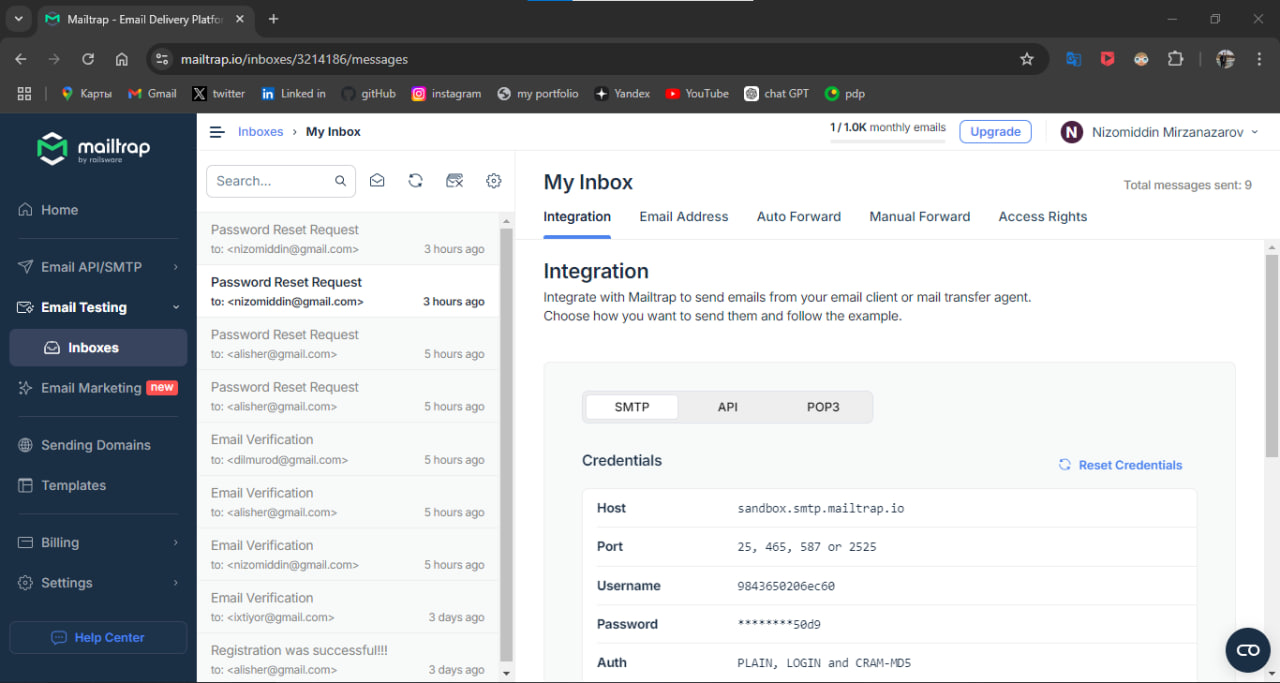 Mailtrap - Email Delivery Platfor
mailtrap.io/inboxes/3214186/messages
Карты
Gmail
twitter
Linked in
gitHub
instagram
my portfolio
Yandex
YouTube
chat GPT
pdp
mailtrap
by railsware
Home
Email API/SMTP
Email Testing
Inboxes
Email Marketing new
Sending Domains
Templates
Billing
Settings
Help Center
Inboxes › My Inbox
1 / 1.0K monthly emails
Upgrade
N Nizomiddin Mirzanazarov
Search...
Password Reset Request
to: <nizomiddin@gmail.com> 3 hours ago
Password Reset Request
to: <nizomiddin@gmail.com> 3 hours ago
Password Reset Request
to: <alisher@gmail.com> 5 hours ago
Password Reset Request
to: <alisher@gmail.com> 5 hours ago
Email Verification
to: <dilmurod@gmail.com> 5 hours ago
Email Verification
to: <alisher@gmail.com> 5 hours ago
Email Verification
to: <nizomiddin@gmail.com> 5 hours ago
Email Verification
to: <ixtiyor@gmail.com> 3 days ago
Registration was successful!!!
to: <alisher@gmail.com> 3 days ago
My Inbox
Total messages sent: 9
Integration Email Address Auto Forward Manual Forward Access Rights
Integration
Integrate with Mailtrap to send emails from your email client or mail transfer agent.
Choose how you want to send them and follow the example.
SMTP API POP3
Credentials
Reset Credentials
Host sandbox.smtp.mailtrap.io
Port 25, 465, 587 or 2525
Username 9843650206ec60
Password ********50d9
Auth PLAIN, LOGIN and CRAM-MD5